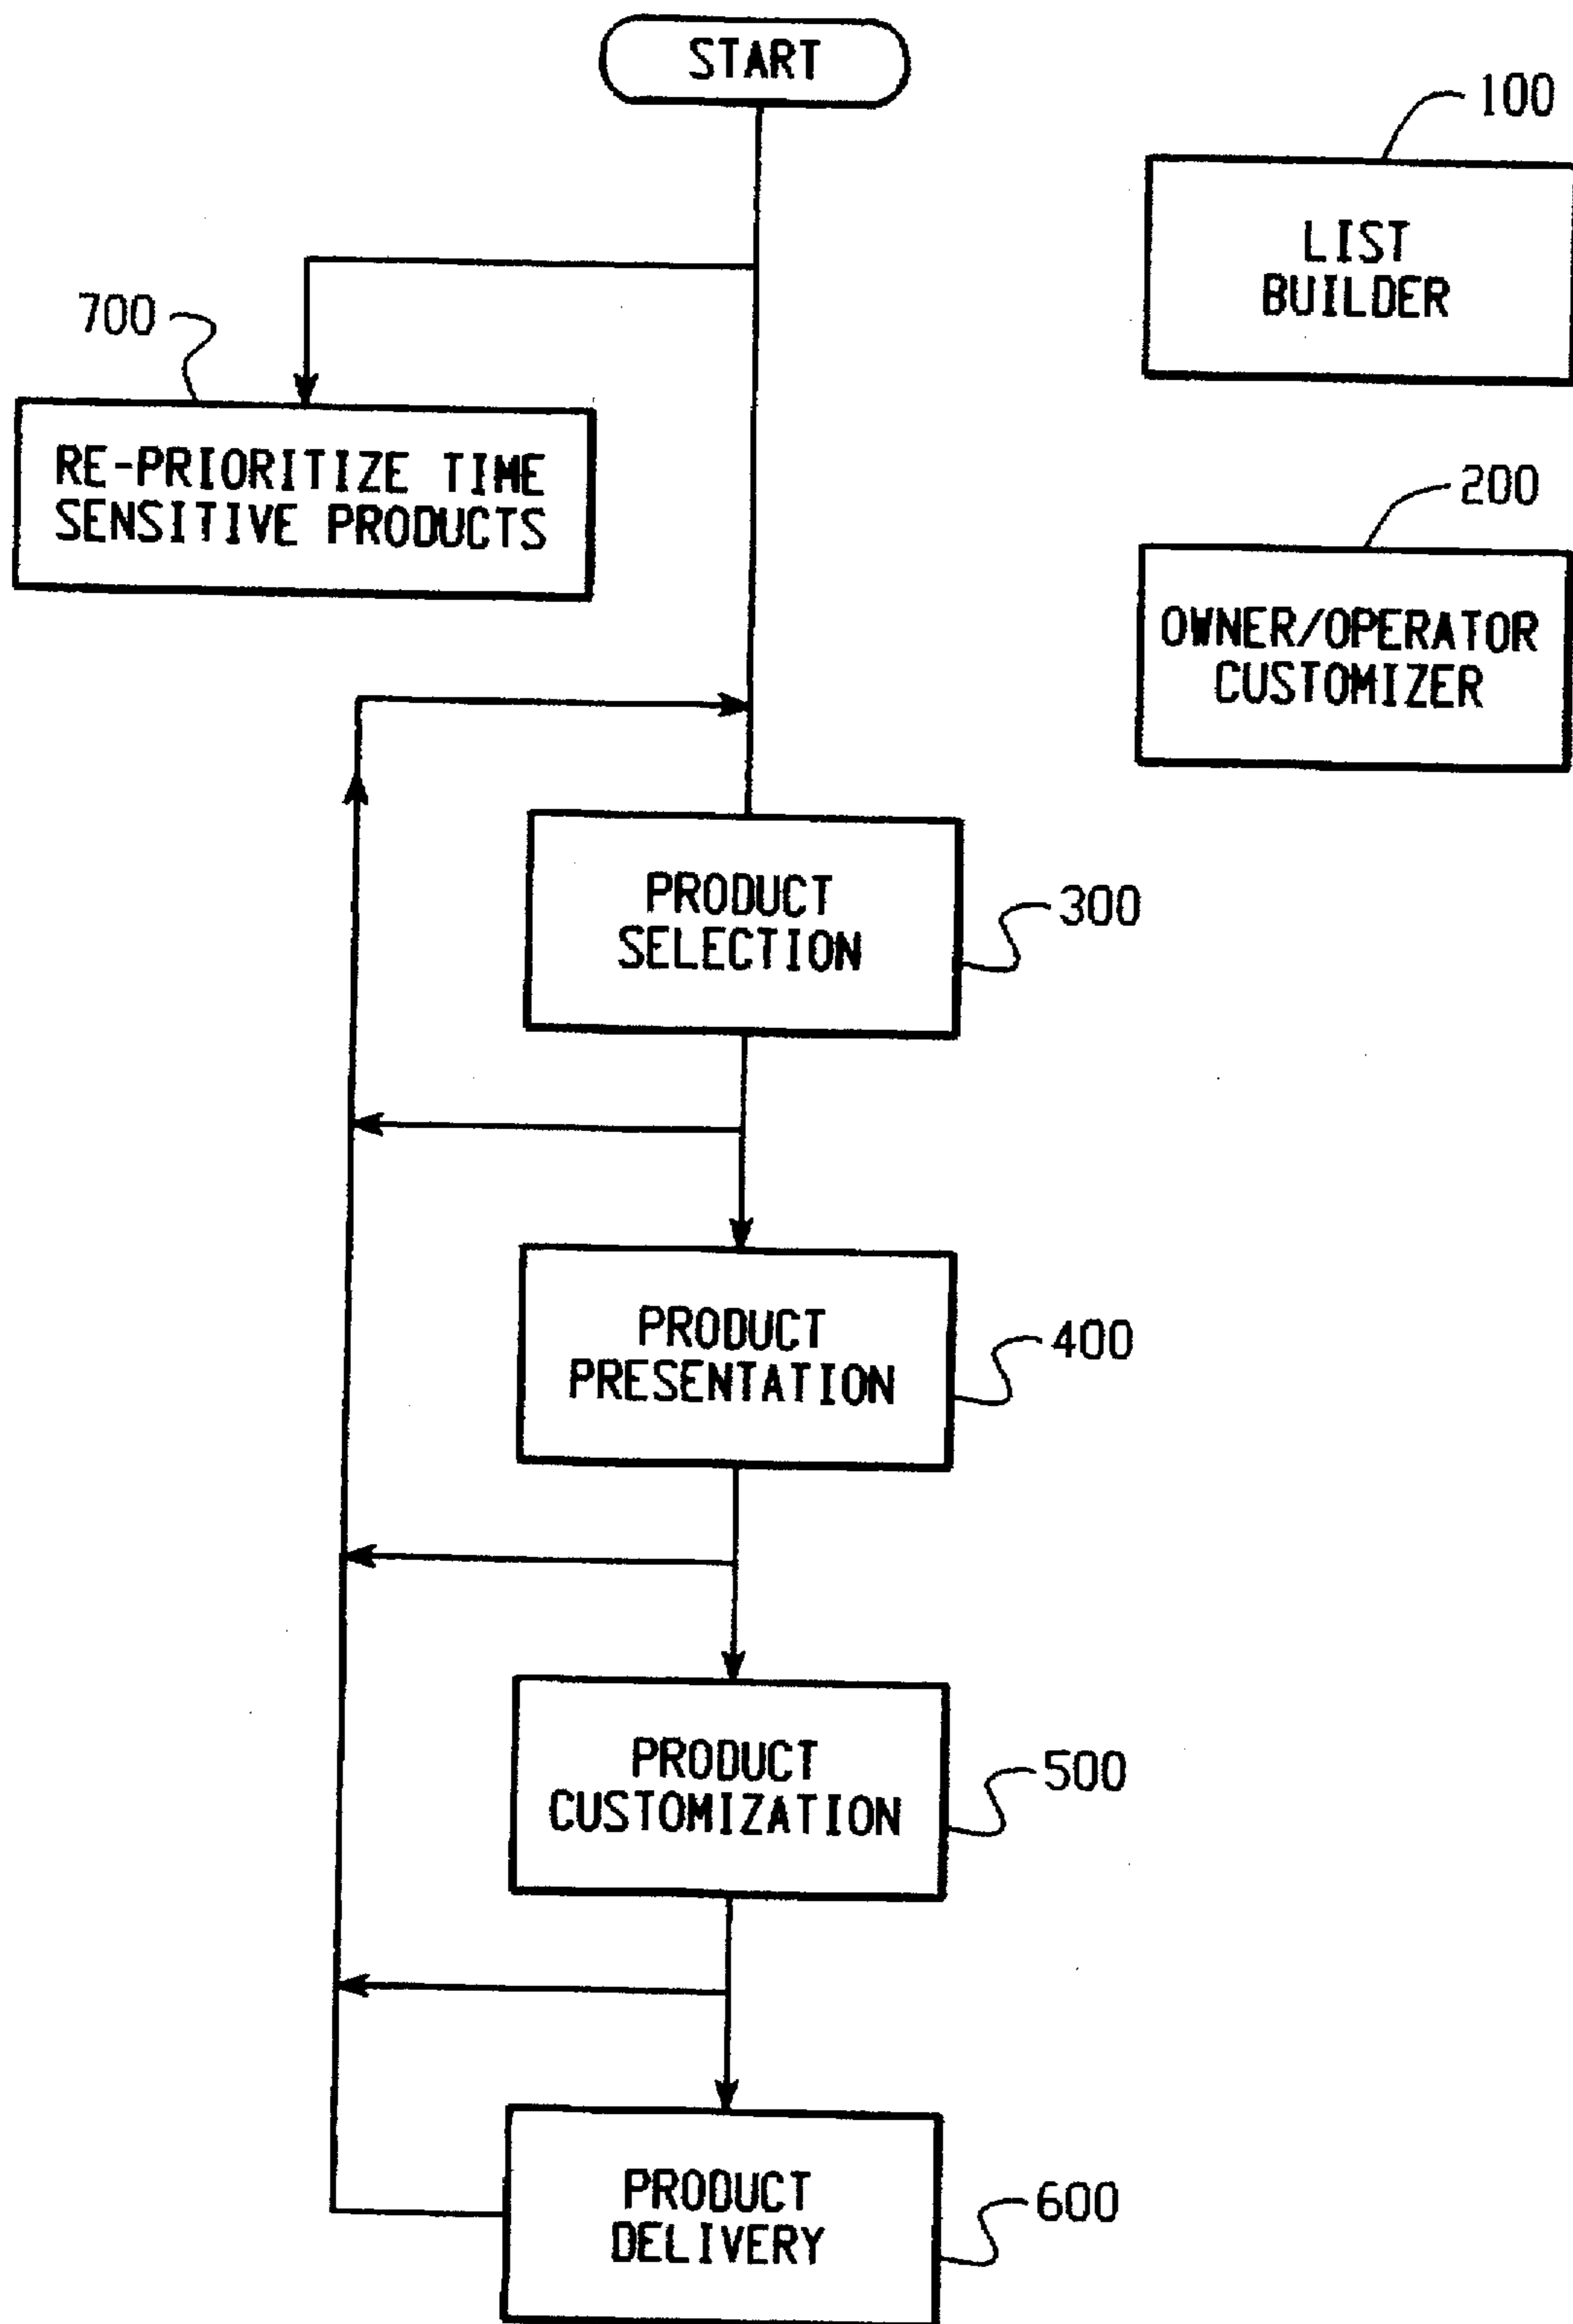 START
100
LIST
BUILDER
700
RE-PRIORITIZE TIME
SENSITIVE PRODUCTS
200
OWNER/OPERATOR
CUSTOMIZER
PRODUCT
SELECTION
300
PRODUCT
PRESENTATION
400
PRODUCT
CUSTOMIZATION
500
PRODUCT
DELIVERY
600